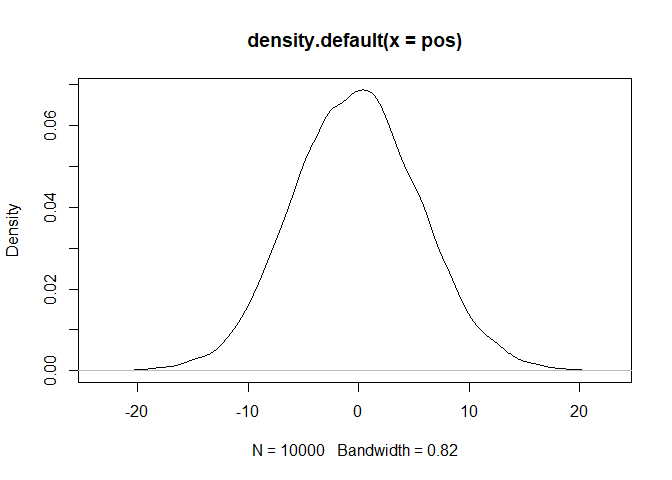 density.default(x = pos)
Density
0.06
0.04
0.02
0.00
-20 -10 0 10 20
N = 10000 Bandwidth = 0.82